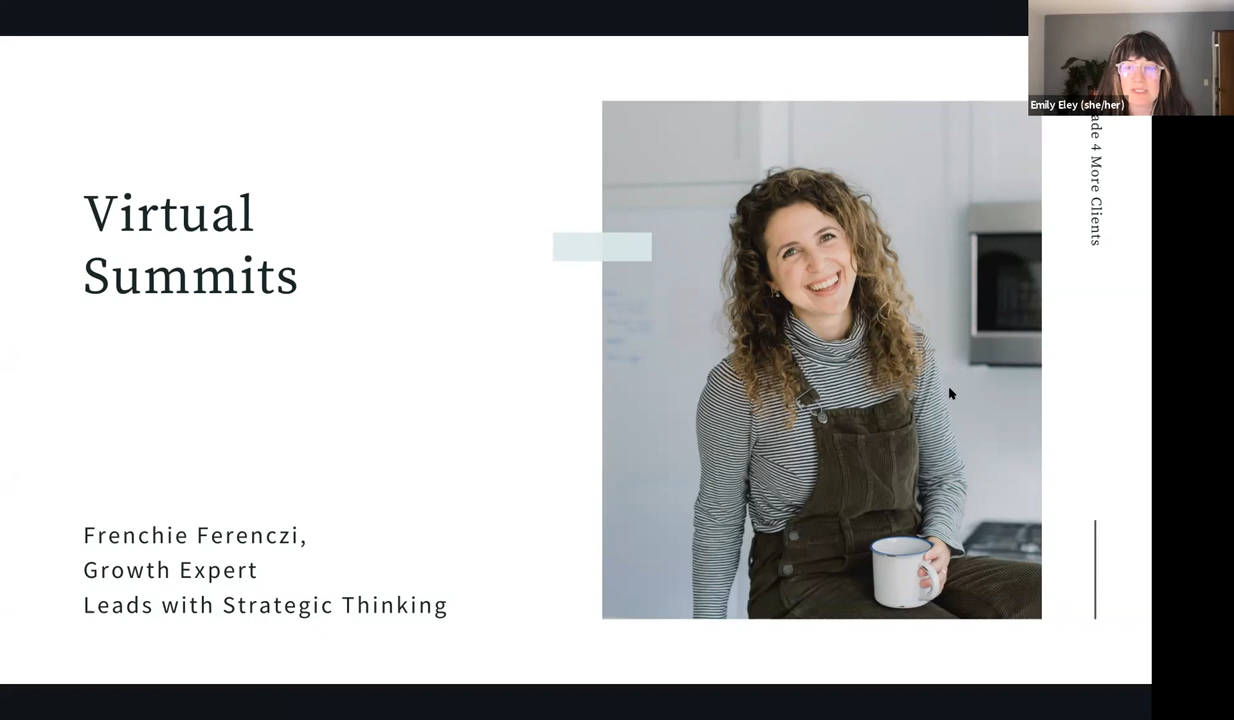 Virtual
Summits
Frenchie Ferenczi,
Growth Expert
Leads with Strategic Thinking
4 More Clients
Emily Eley (she/her)